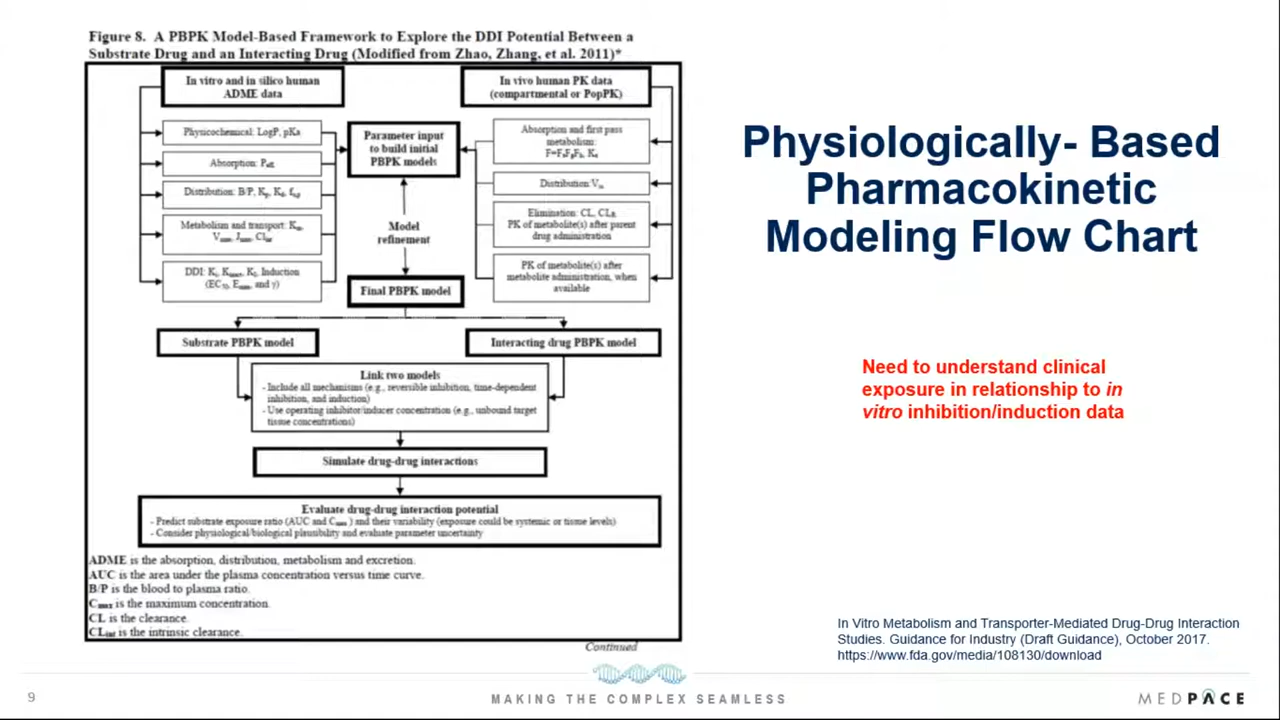 Figure 8. A PBPK Model-Based Framework to Explore the DDI Potential Between a
Substrate Drug and an Interacting Drug (Modified from Zhao, Zhang, et al. 2011)*
In vitro and in silico human
ADME data
In vivo human PK data
(compartmental or PopPK)
Physicochemical: LogP, pKa
Absorption: Peff
Distribution: B/P, Kp, Kd, fu,p
Metabolism and transport: Km,
Vmax, Jmax, CLint
DDI: Ki, Kinact, KI, Induction
(EC50, Emax, and γ)
Parameter input
to build initial
PBPK models
Model
refinement
Final PBPK model
Absorption and first pass
metabolism:
F=FaFgFh, Ka
Distribution: Vss
Elimination: CL, CLR
PK of metabolite(s) after parent
drug administration
PK of metabolite(s) after
metabolite administration, when
available
Substrate PBPK model
Interacting drug PBPK model
Link two models
- Include all mechanisms (e.g., reversible inhibition, time-dependent
inhibition, and induction)
- Use operating inhibitor/inducer concentration (e.g., unbound target
tissue concentrations)
Simulate drug-drug interactions
Evaluate drug-drug interaction potential
- Predict substrate exposure ratio (AUC and Cmax ) and their variability (exposure could be systemic or tissue levels)
- Consider physiological/biological plausibility and evaluate parameter uncertainty
ADME is the absorption, distribution, metabolism and excretion.
AUC is the area under the plasma concentration versus time curve.
B/P is the blood to plasma ratio.
Cmax is the maximum concentration.
CL is the clearance.
CLint is the intrinsic clearance.
Continued
Physiologically- Based
Pharmacokinetic
Modeling Flow Chart
Need to understand clinical
exposure in relationship to in
vitro inhibition/induction data
In Vitro Metabolism and Transporter-Mediated Drug-Drug Interaction
Studies. Guidance for Industry (Draft Guidance), October 2017.
https://www.fda.gov/media/108130/download
9
MAKING THE COMPLEX SEAMLESS
MEDPACE